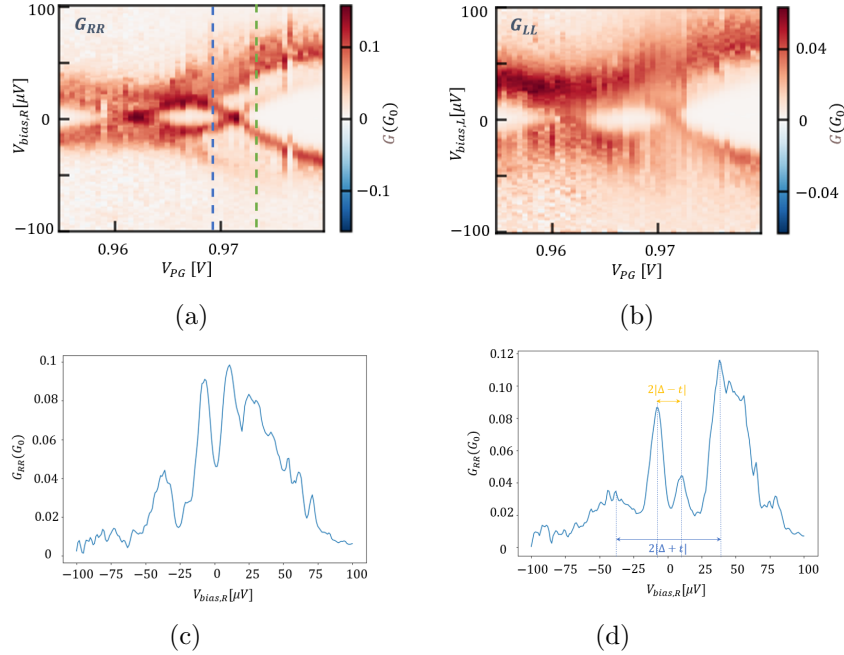 G_RR
100
0
−100
V_bias,R [μV]
0.96
0.97
V_PG [V]
0.1
0
−0.1
G (G_0)
(a)
G_LL
100
0
−100
V_bias,L [μV]
0.96
0.97
V_PG [V]
0.04
0
−0.04
G (G_0)
(b)
0.1
0.08
0.06
0.04
0.02
0
G_RR (G_0)
−100 −75 −50 −25 0 25 50 75 100
V_bias,R [μV]
(c)
0.12
0.10
0.08
0.06
0.04
0.02
0
G_RR (G_0)
2|Δ − t|
2|Δ + t|
−100 −75 −50 −25 0 25 50 75 100
V_bias,R [μV]
(d)